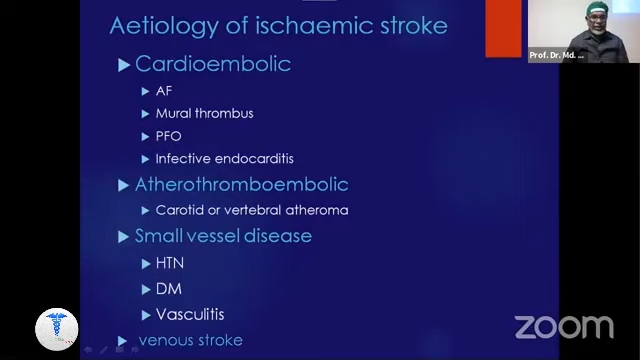 Aetiology of ischaemic stroke
Prof. Dr. Md. ...
Cardioembolic
AF
Mural thrombus
PFO
Infective endocarditis
Atherothromboembolic
Carotid or vertebral atheroma
Small vessel disease
HTN
DM
Vasculitis
venous stroke
zoom